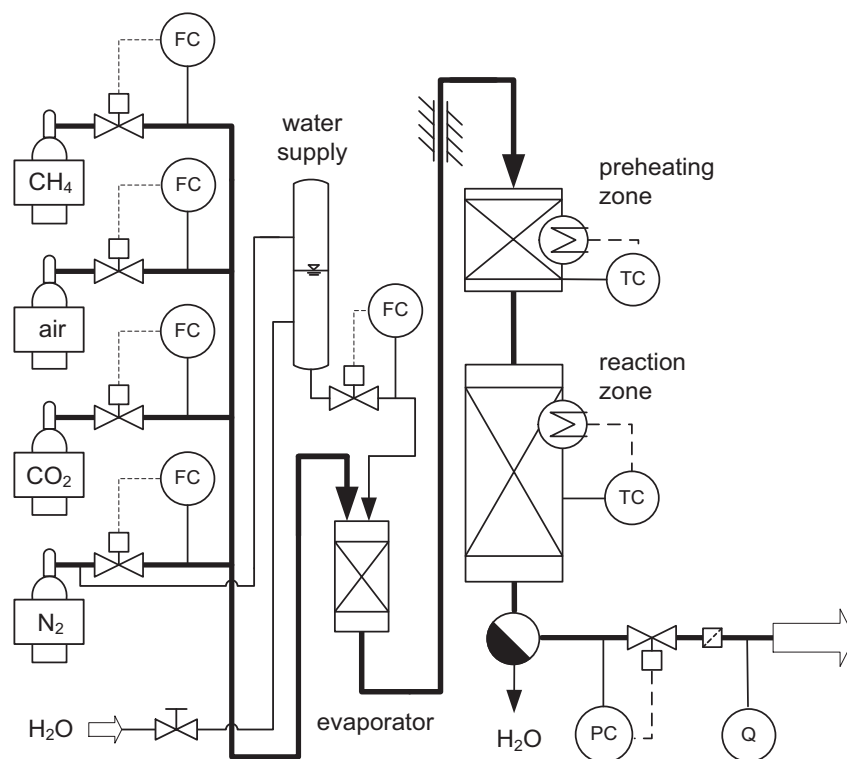 FC
CH₄
water
supply
preheating
zone
FC
TC
air
FC
FC
reaction
zone
CO₂
FC
TC
N₂
H₂O
evaporator
H₂O
PC
Q